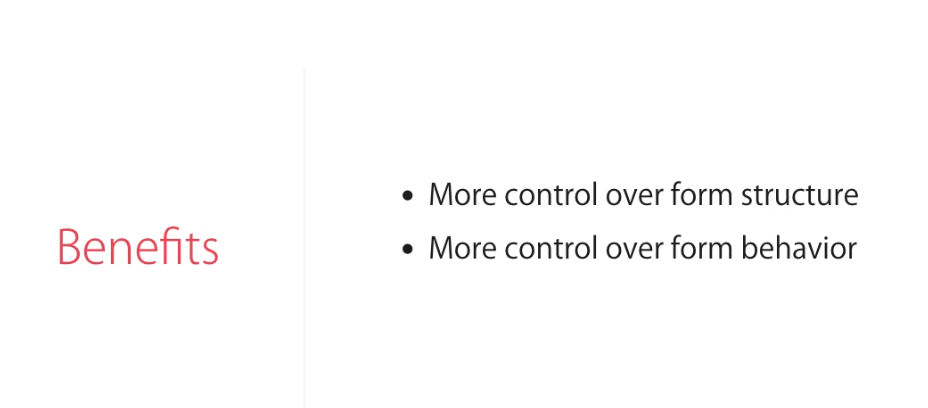 Benefits
• More control over form structure
• More control over form behavior